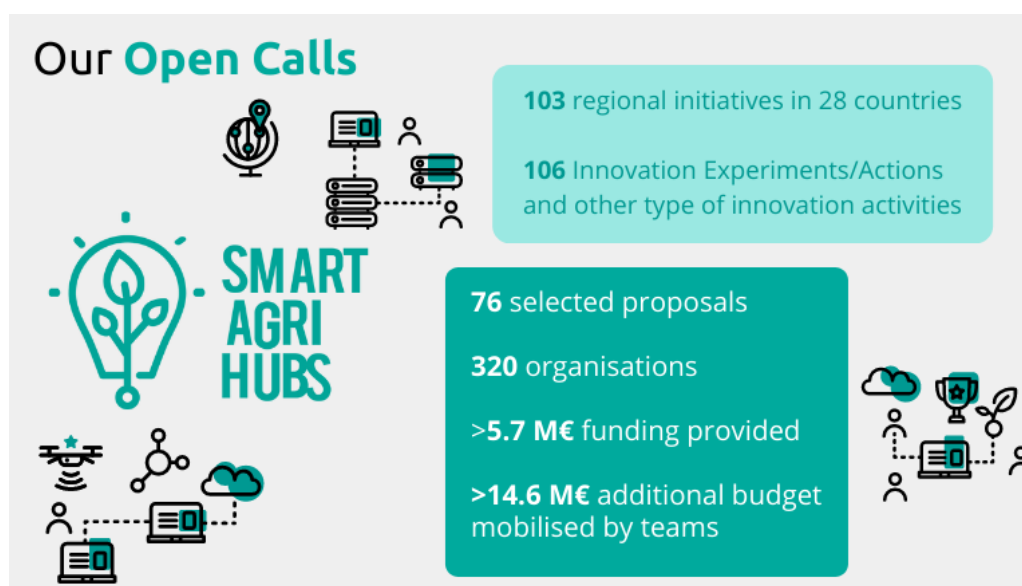 Our Open Calls
103 regional initiatives in 28 countries
106 Innovation Experiments/Actions
and other type of innovation activities
SMART
AGRI
HUBS
76 selected proposals
320 organisations
>5.7 M€ funding provided
>14.6 M€ additional budget
mobilised by teams